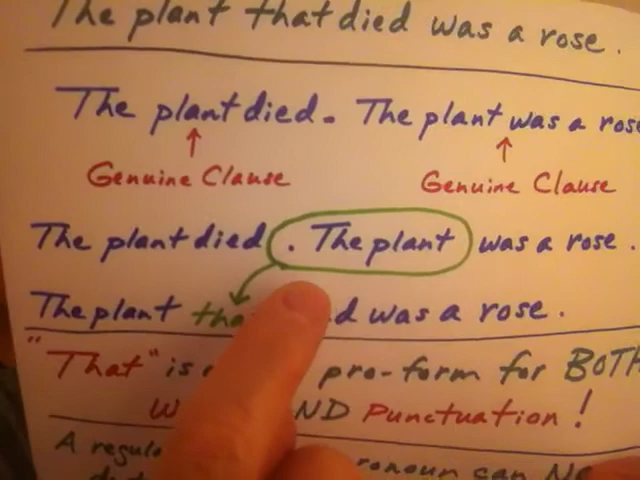 The plant that died was a rose.
The plant died. The plant was a rose
Genuine Clause Genuine Clause
The plant died . The plant was a rose.
The plant was a rose.
"That" is pro-form for BOTH
Punctuation!
A can